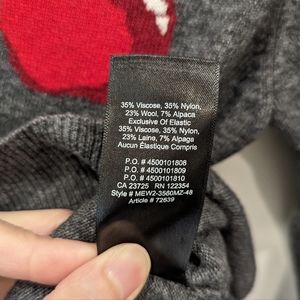 35% Viscose, 35% Nylon,
23% Wool, 7% Alpaca
Exclusive Of Elastic
35% Viscose, 35% Nylon,
23% Laine, 7% Alpaga
Aucun Élastique Compris
P.O. # 4500101808
P.O. # 4500101809
P.O. # 4500101810
CA 23725 RN 122354
Style # MEW2-3560MZ-48
Article # 72639